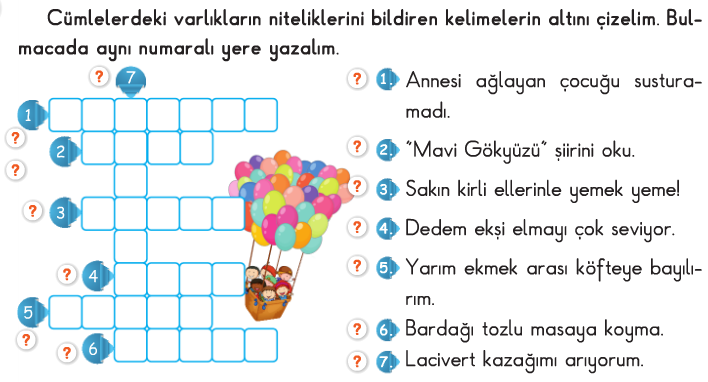 Cümlelerdeki varlıkların niteliklerini bildiren kelimelerin altını çizelim. Bul-
macada aynı numaralı yere yazalım.
? 7
1
?
2
?
? 3
? 4
5
?
? 6
? 1. Annesi ağlayan çocuğu sustura-
madı.
? 2. “Mavi Gökyüzü” şiirini oku.
? 3. Sakın kirli ellerinle yemek yeme!
? 4. Dedem ekşi elmayı çok seviyor.
? 5. Yarım ekmek arası köfteye bayılı-
rım.
? 6. Bardağı tozlu masaya koyma.
? 7. Lacivert kazağımı arıyorum.